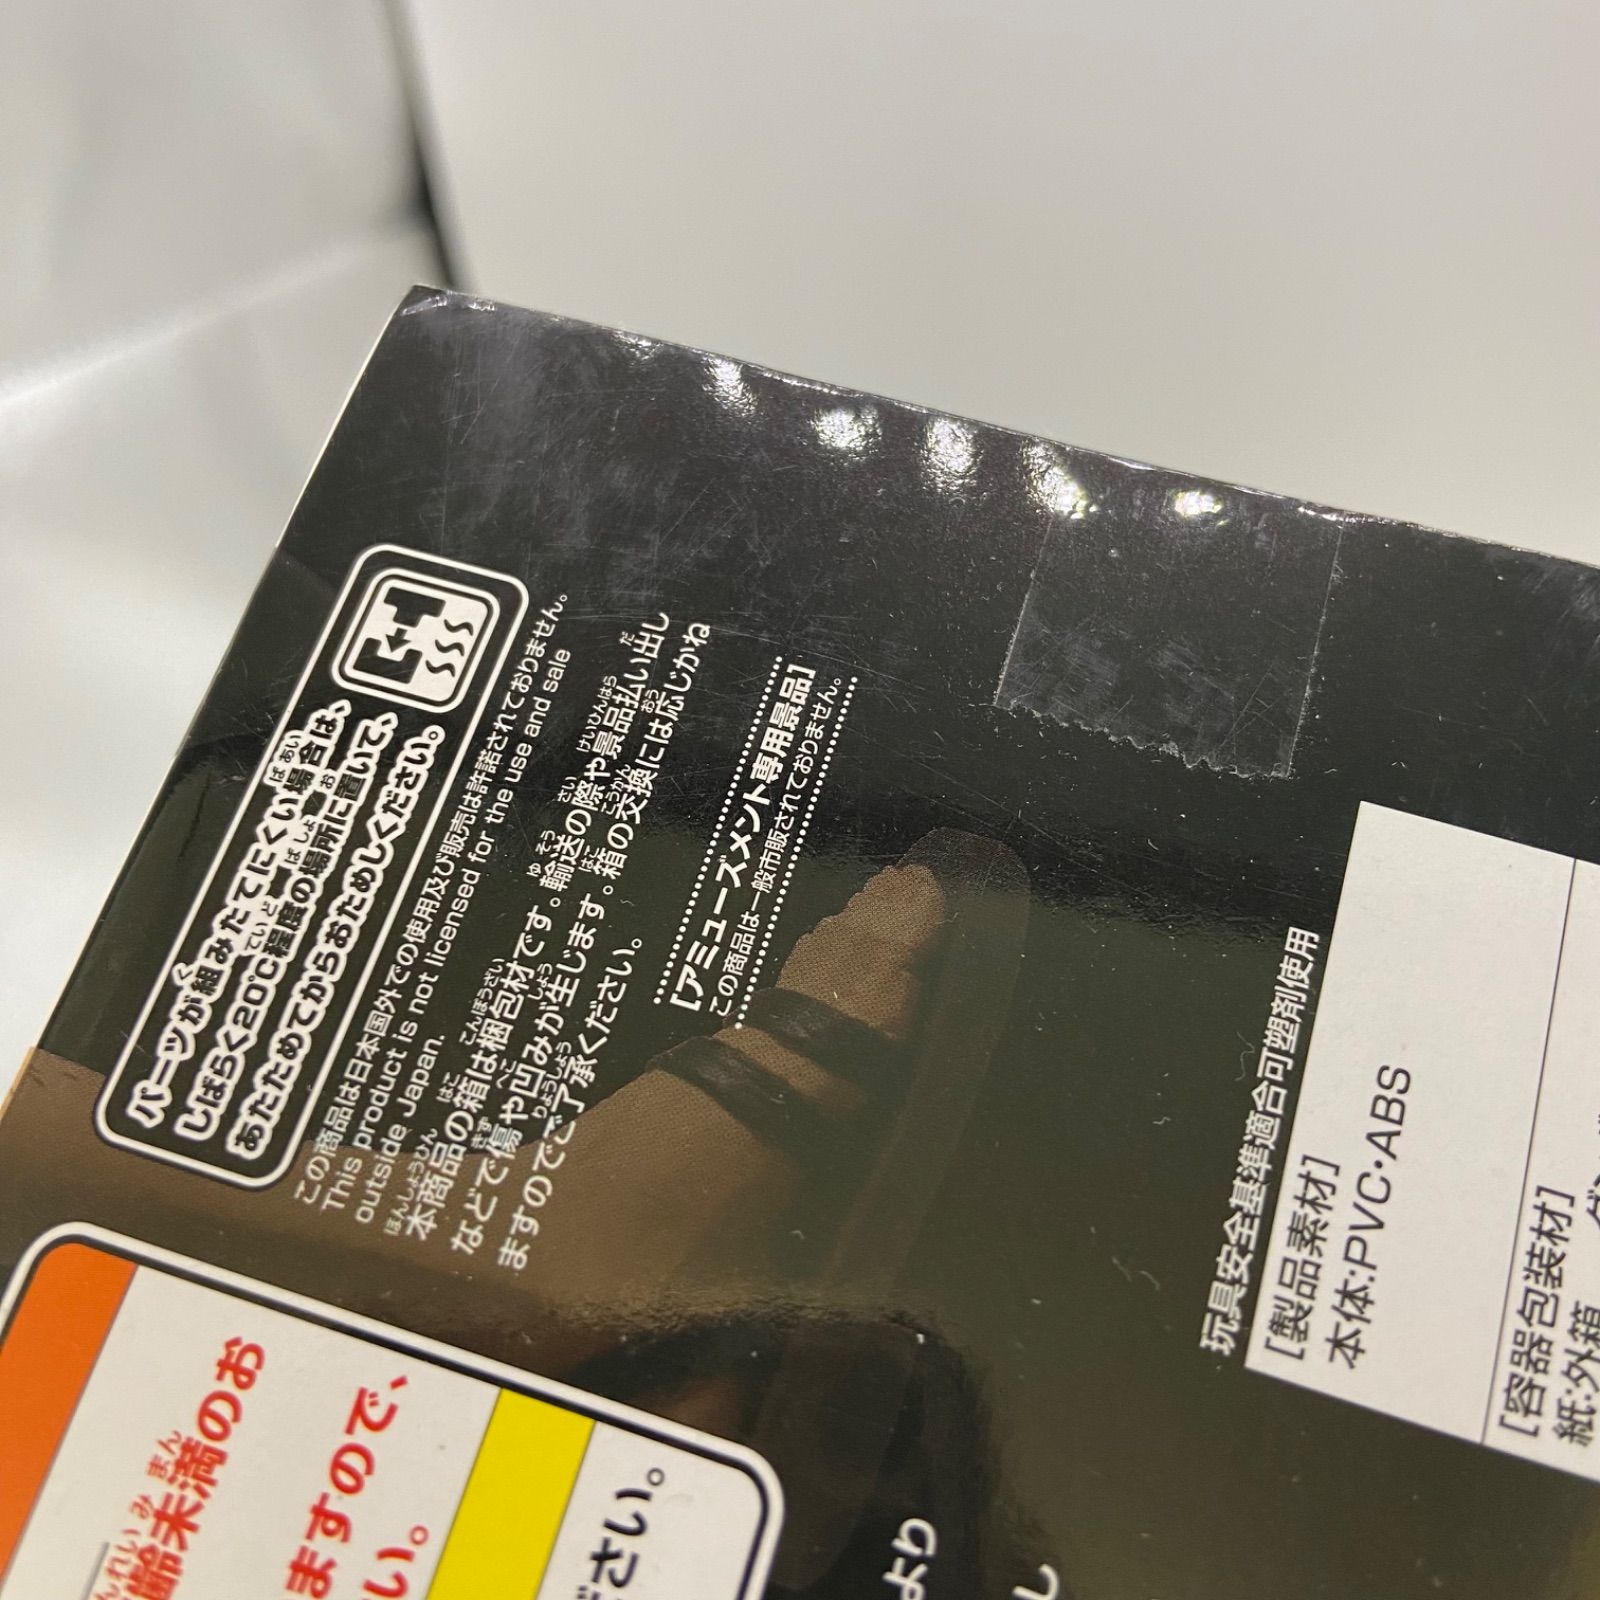 パーツが組みたてにくい場合は、
しばらく20℃程度の場所に置いて、
あたためてからおためしください。
この商品は日本国外での使用及び販売は許諾されておりません。
This product is not licensed for the use and sale
outside Japan.
本商品の箱は梱包材です。輸送の際や景品払い出し
などで傷や凹みが生じます。箱の交換には応じかね
ますのでご了承ください。
[アミューズメント専用景品]
この商品は一般市販されておりません。
玩具安全基準適合可塑剤使用
[製品素材]
本体:PVC・ABS
[容器包装材]
紙:外箱
齢未満のお
ますので、
い。
ださい。
より
し